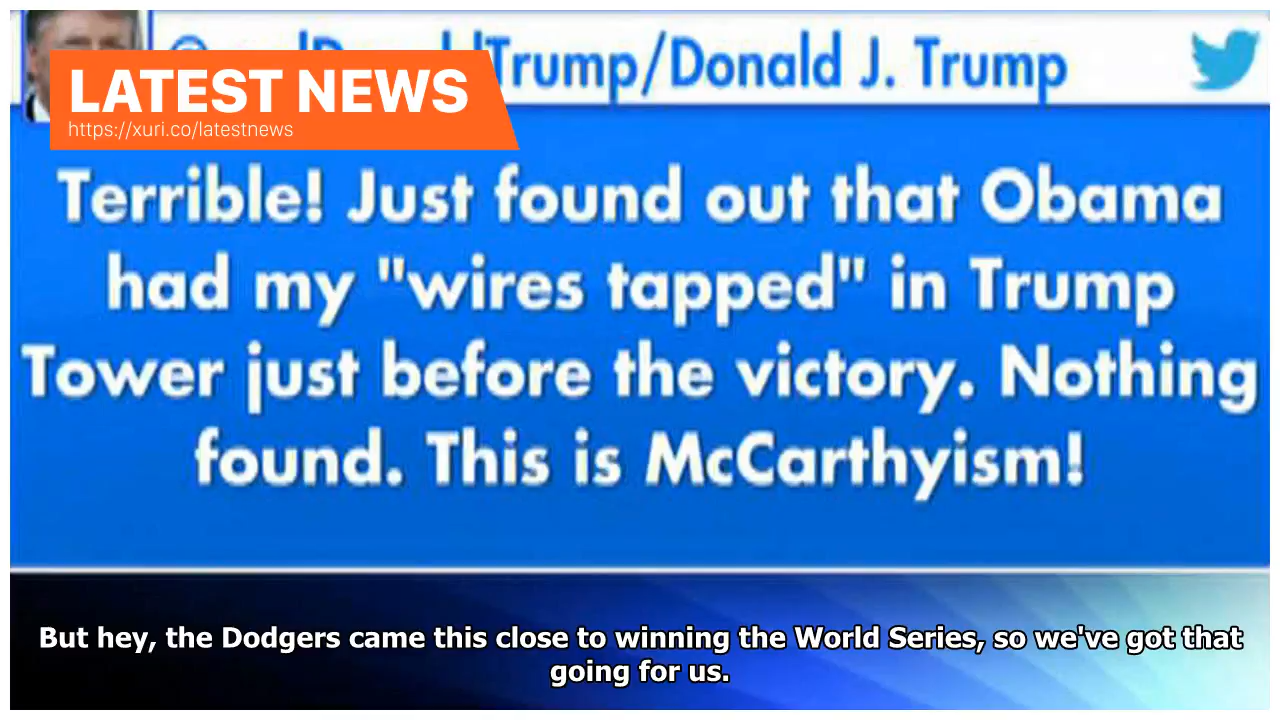 Trump/Donald J. Trump
LATEST NEWS
https://xuri.co/latestnews
Terrible! Just found out that Obama
had my "wires tapped" in Trump
Tower just before the victory. Nothing
found. This is McCarthyism!
But hey, the Dodgers came this close to winning the World Series, so we've got that
going for us.